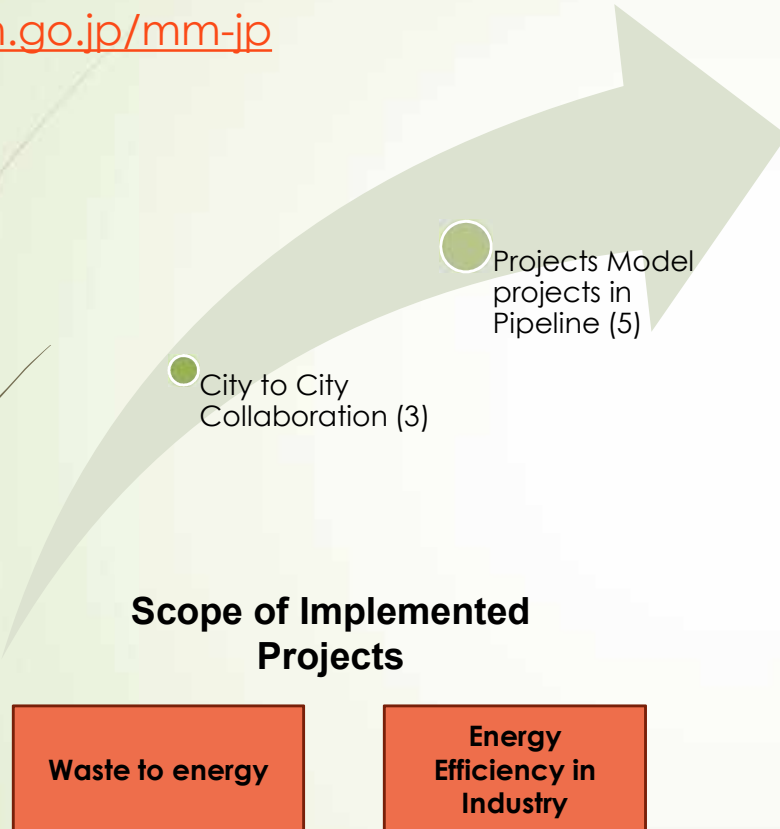 n.go.jp/mm-jp
Projects Model
projects in
Pipeline (5)
City to City
Collaboration (3)
Scope of Implemented
Projects
Waste to energy
Energy
Efficiency in
Industry